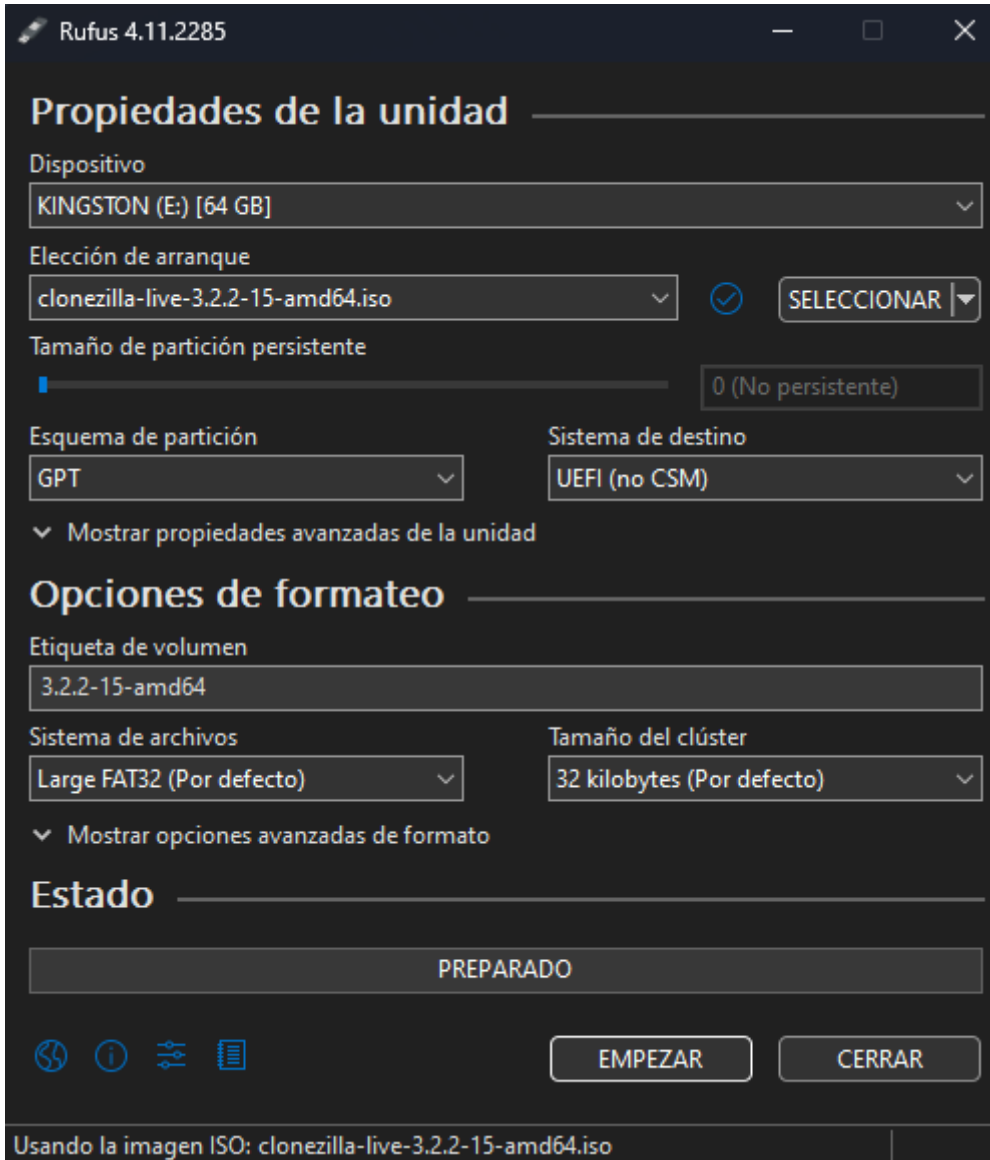 Rufus 4.11.2285
Propiedades de la unidad
Dispositivo
KINGSTON (E:) [64 GB]
Elección de arranque
clonezilla-live-3.2.2-15-amd64.iso
SELECCIONAR
Tamaño de partición persistente
0 (No persistente)
Esquema de partición
Sistema de destino
GPT
UEFI (no CSM)
Mostrar propiedades avanzadas de la unidad
Opciones de formateo
Etiqueta de volumen
3.2.2-15-amd64
Sistema de archivos
Tamaño del clúster
Large FAT32 (Por defecto)
32 kilobytes (Por defecto)
Mostrar opciones avanzadas de formato
Estado
PREPARADO
EMPEZAR
CERRAR
Usando la imagen ISO: clonezilla-live-3.2.2-15-amd64.iso